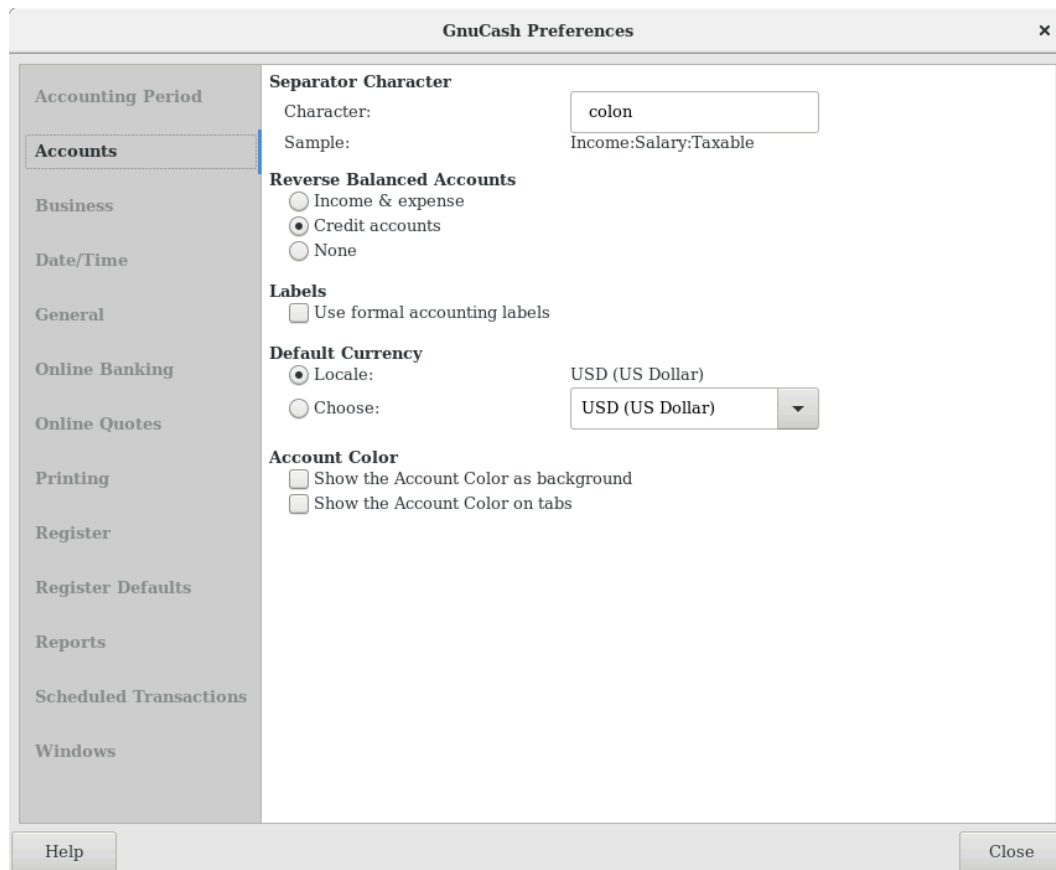 GnuCash Preferences
Accounting Period
Accounts
Business
Date/Time
General
Online Banking
Online Quotes
Printing
Register
Register Defaults
Reports
Scheduled Transactions
Windows
Separator Character
Character: colon
Sample: Income:Salary:Taxable
Reverse Balanced Accounts
Income & expense
Credit accounts
None
Labels
Use formal accounting labels
Default Currency
Locale: USD (US Dollar)
Choose: USD (US Dollar)
Account Color
Show the Account Color as background
Show the Account Color on tabs
Help Close